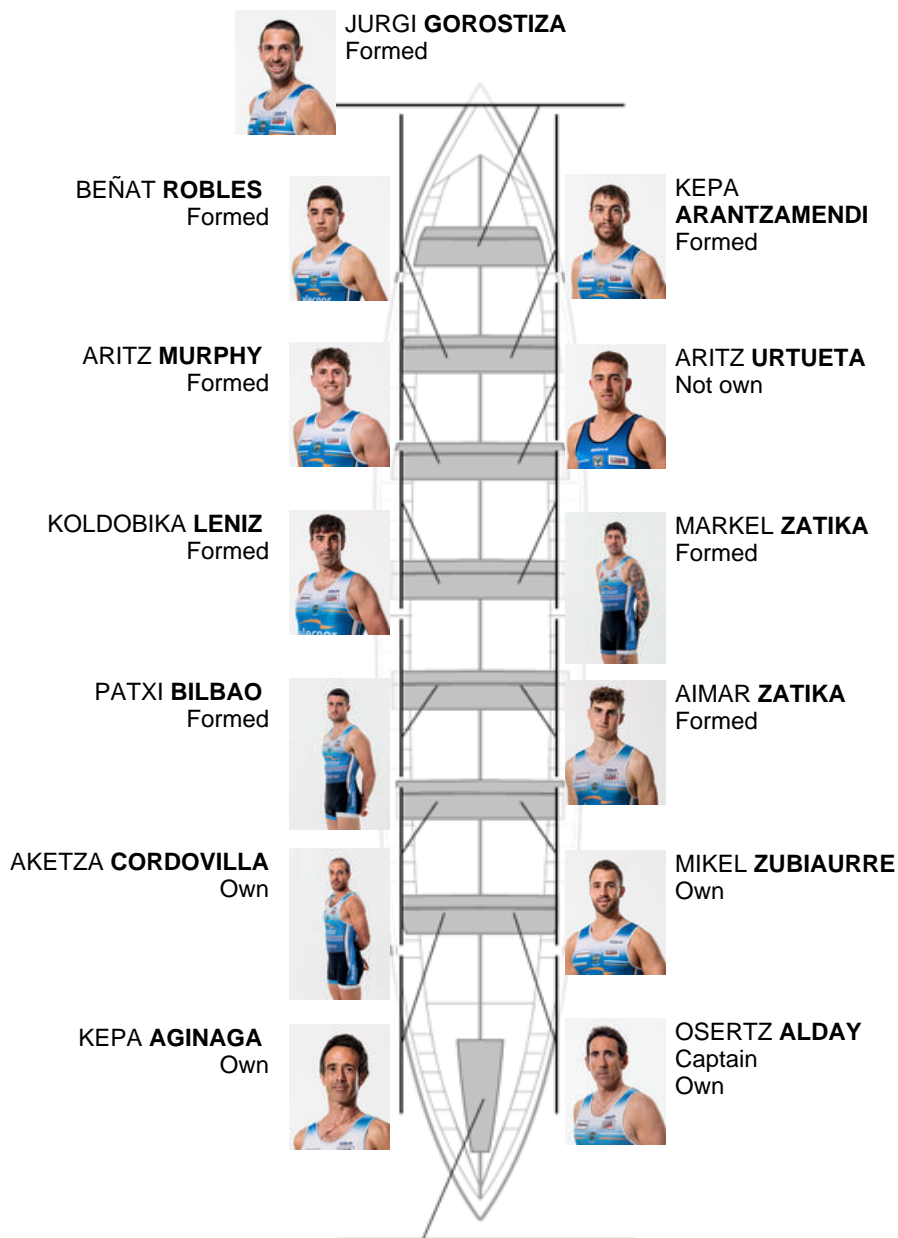 JURGI GOROSTIZA
Formed
BEÑAT ROBLES
Formed
KEPA
ARANTZAMENDI
Formed
ARITZ MURPHY
Formed
ARITZ URTUETA
Not own
KOLDOBIKA LENIZ
Formed
MARKEL ZATIKA
Formed
PATXI BILBAO
Formed
AIMAR ZATIKA
Formed
AKETZA CORDOVILLA
Own
MIKEL ZUBIAURRE
Own
KEPA AGINAGA
Own
OSERTZ ALDAY
Captain
Own